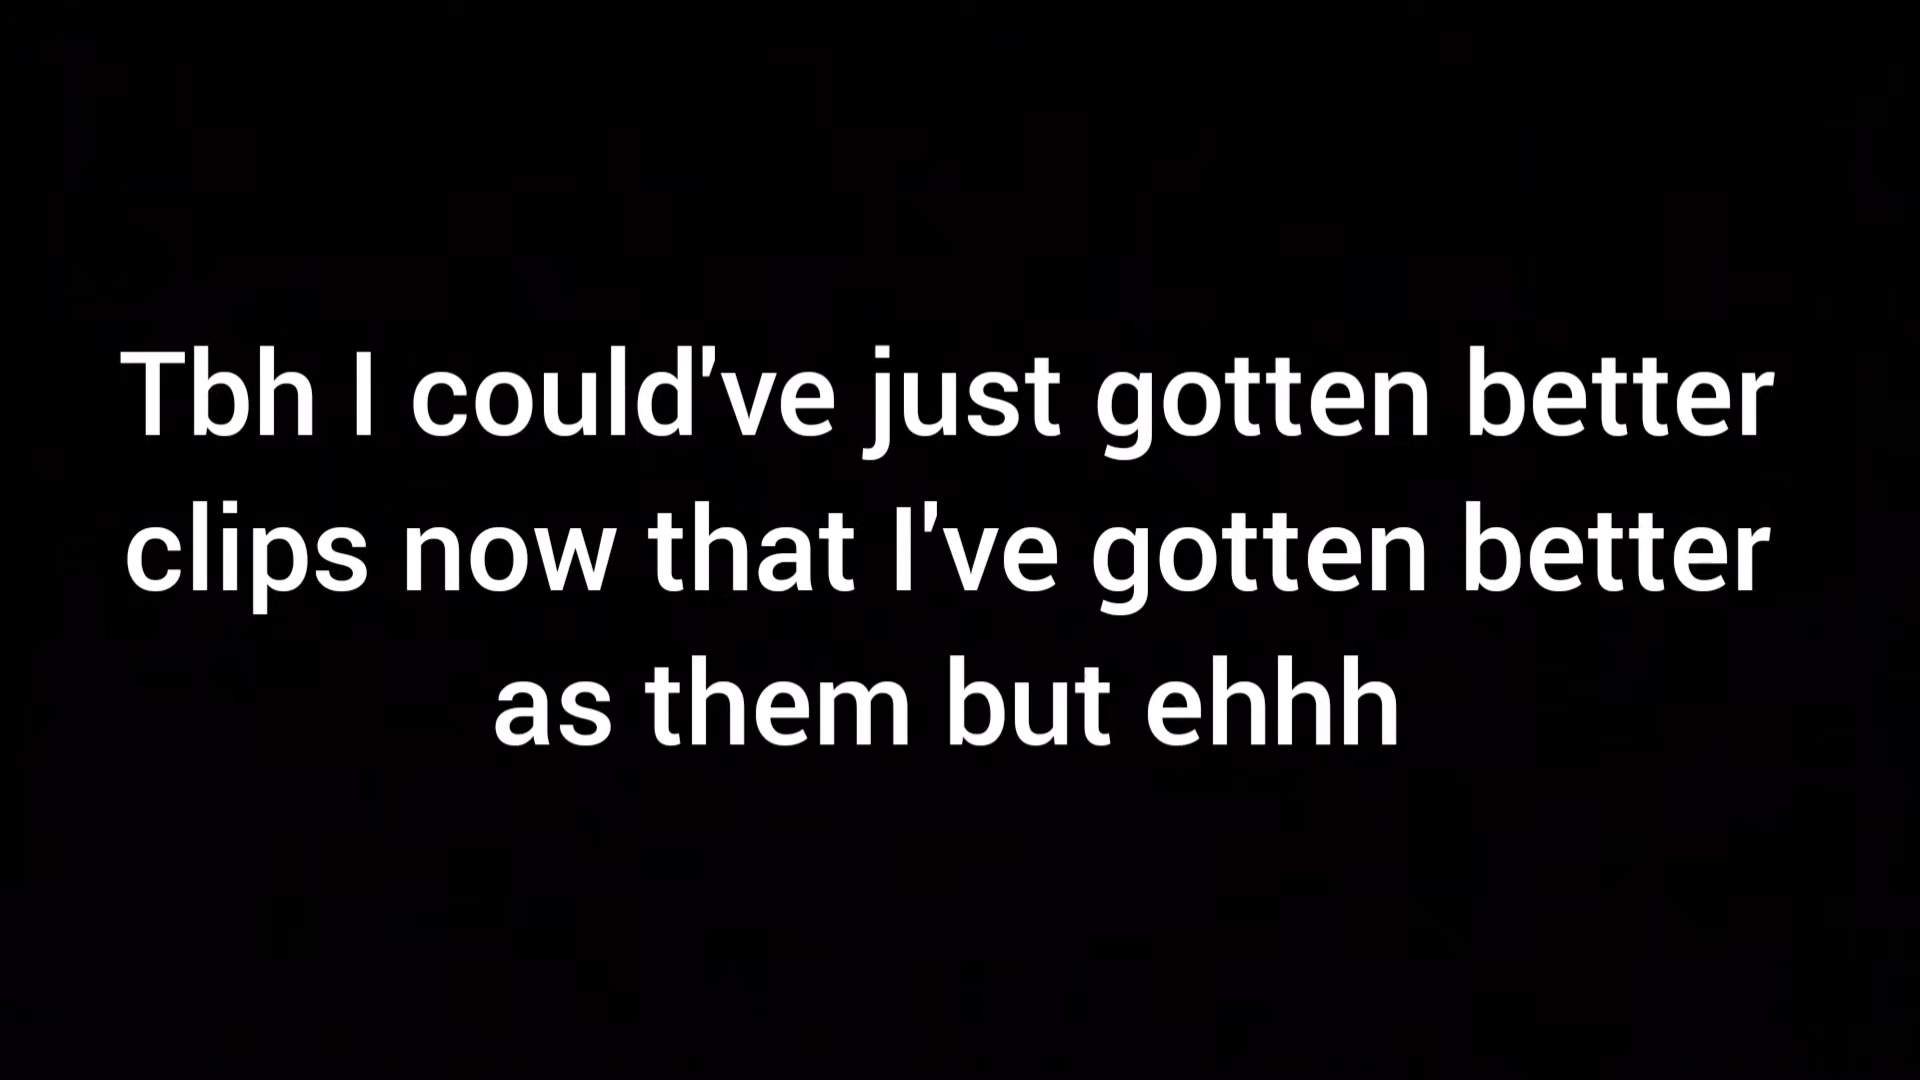 Tbh I could've just gotten better
clips now that I've gotten better
as them but ehhh